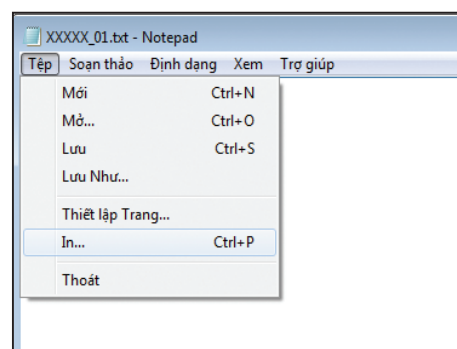 XXXXX_01.txt - Notepad
Tệp Soạn thảo Định dạng Xem Trợ giúp
Mới Ctrl+N
Mở... Ctrl+O
Lưu Ctrl+S
Lưu Như...
Thiết lập Trang...
In... Ctrl+P
Thoát